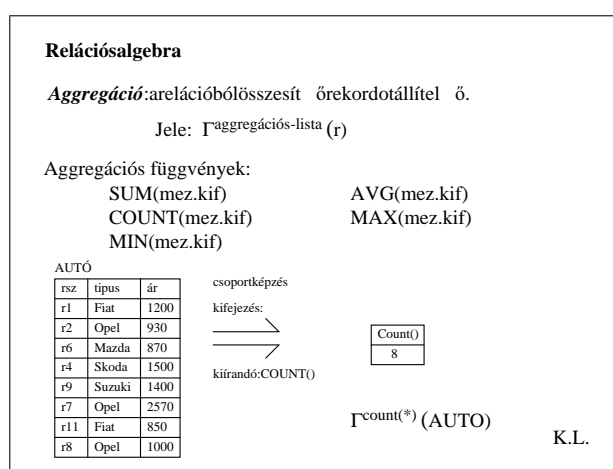 Relációsalgebra
Aggregáció:arelációbólösszesít őrekordotállítel ő.
Jele: Γaggregációs-lista (r)
Aggregációs függvények:
SUM(mez.kif) AVG(mez.kif)
COUNT(mez.kif) MAX(mez.kif)
MIN(mez.kif)
AUTÓ
rsz tipus ár
r1 Fiat 1200
r2 Opel 930
r6 Mazda 870
r4 Skoda 1500
r9 Suzuki 1400
r7 Opel 2570
r11 Fiat 850
r8 Opel 1000
csoportképzés
kifejezés:
kiírandó:COUNT()
Count()
8
Γcount(*) (AUTO)
K.L.